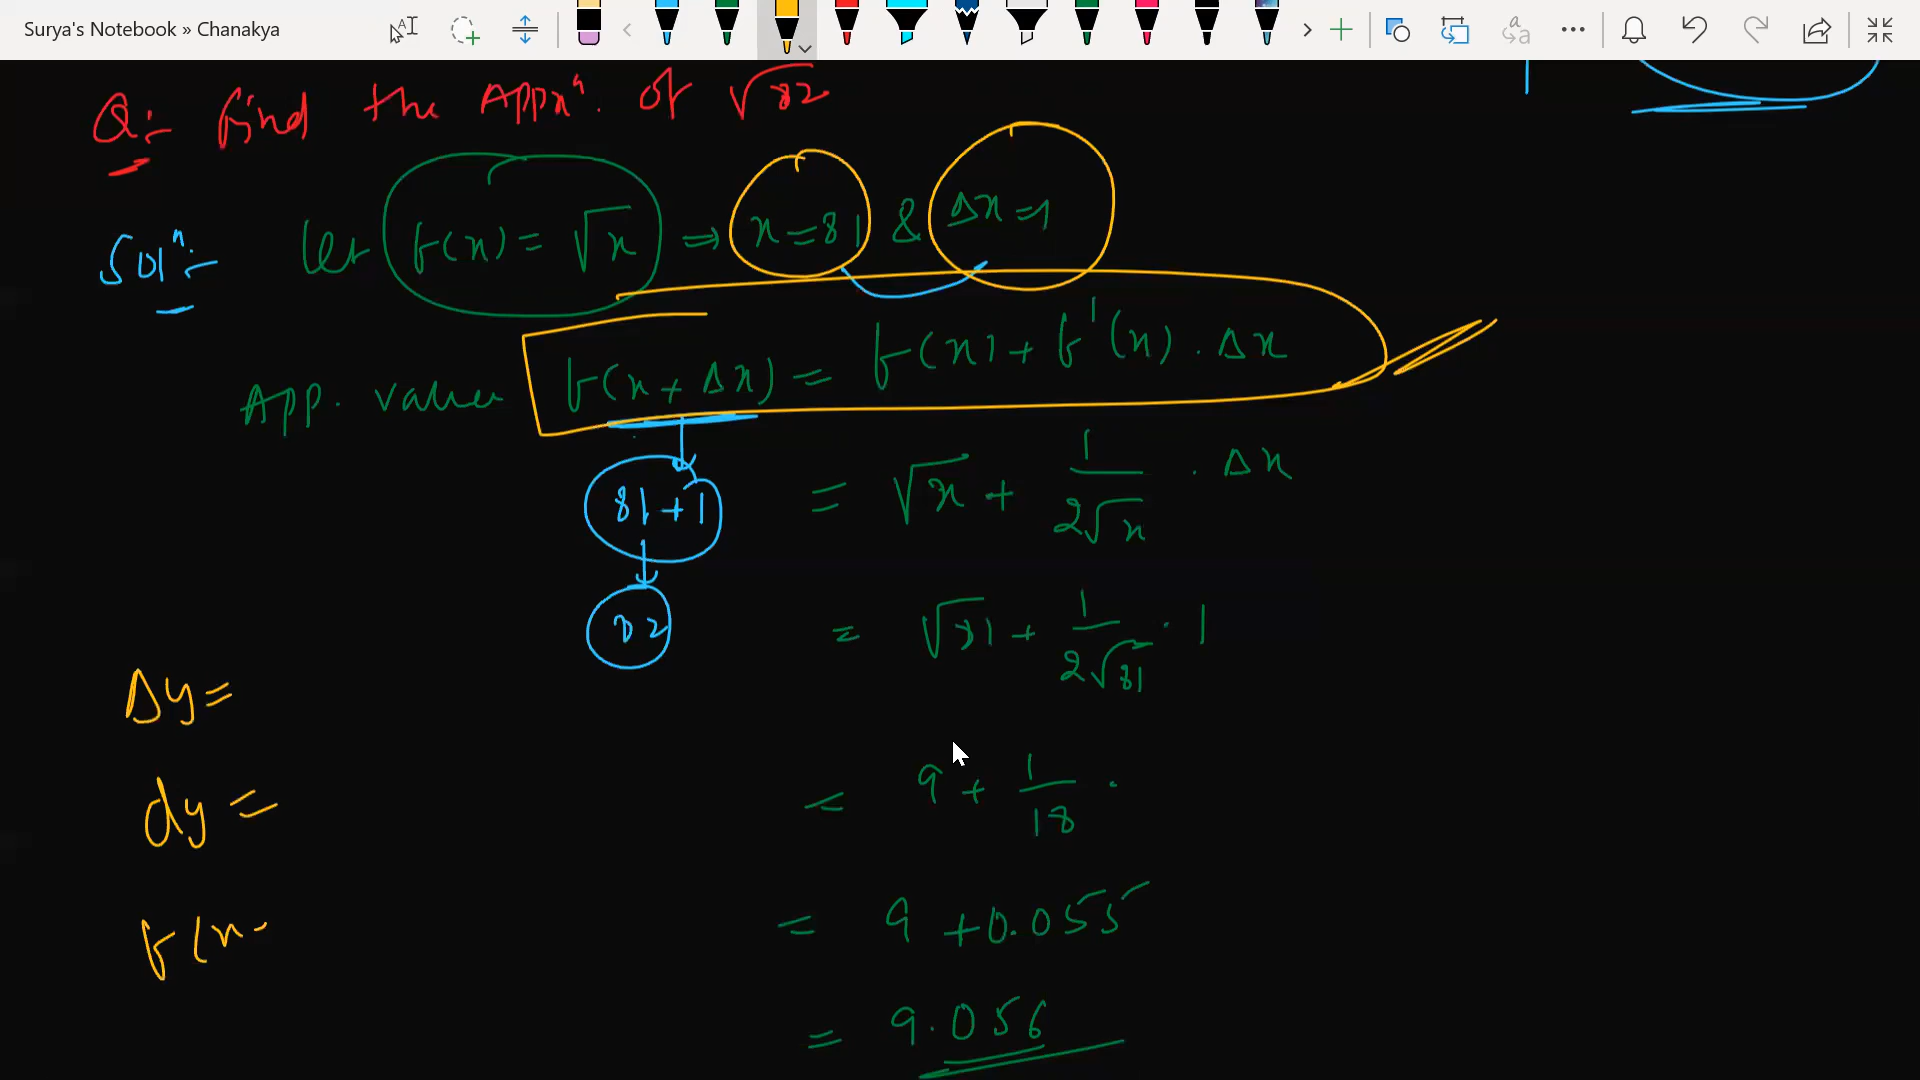 Surya's Notebook » Chanakya
Q:- find the Appxⁿ. of √82
Solⁿ:- let f(x) = √x ⇒ x=81 & Δx=1
App. value f(x + Δx) = f(x) + f'(x) . Δx
= √x + 1/2√x . Δx
81+1
82
= √81 + 1/2√81 . 1
= 9 + 1/18 .
= 9 + 0.055
= 9.056
Δy =
dy =
f(x-